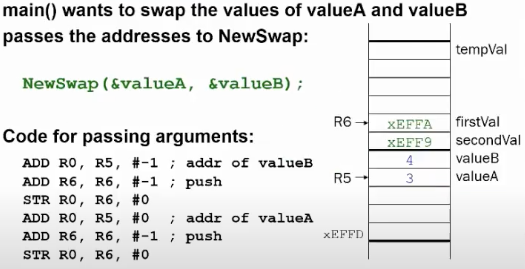 main() wants to swap the values of valueA and valueB
passes the addresses to NewSwap:
NewSwap(&valueA, &valueB);
Code for passing arguments:
ADD R0, R5, #-1 ; addr of valueB
ADD R6, R6, #-1 ; push
STR R0, R6, #0
ADD R0, R5, #0 ; addr of valueA
ADD R6, R6, #-1 ; push
STR R0, R6, #0
tempVal
R6 xEFFA firstVal
xEFF9 secondVal
4 valueB
R5 3 valueA
xEFFD